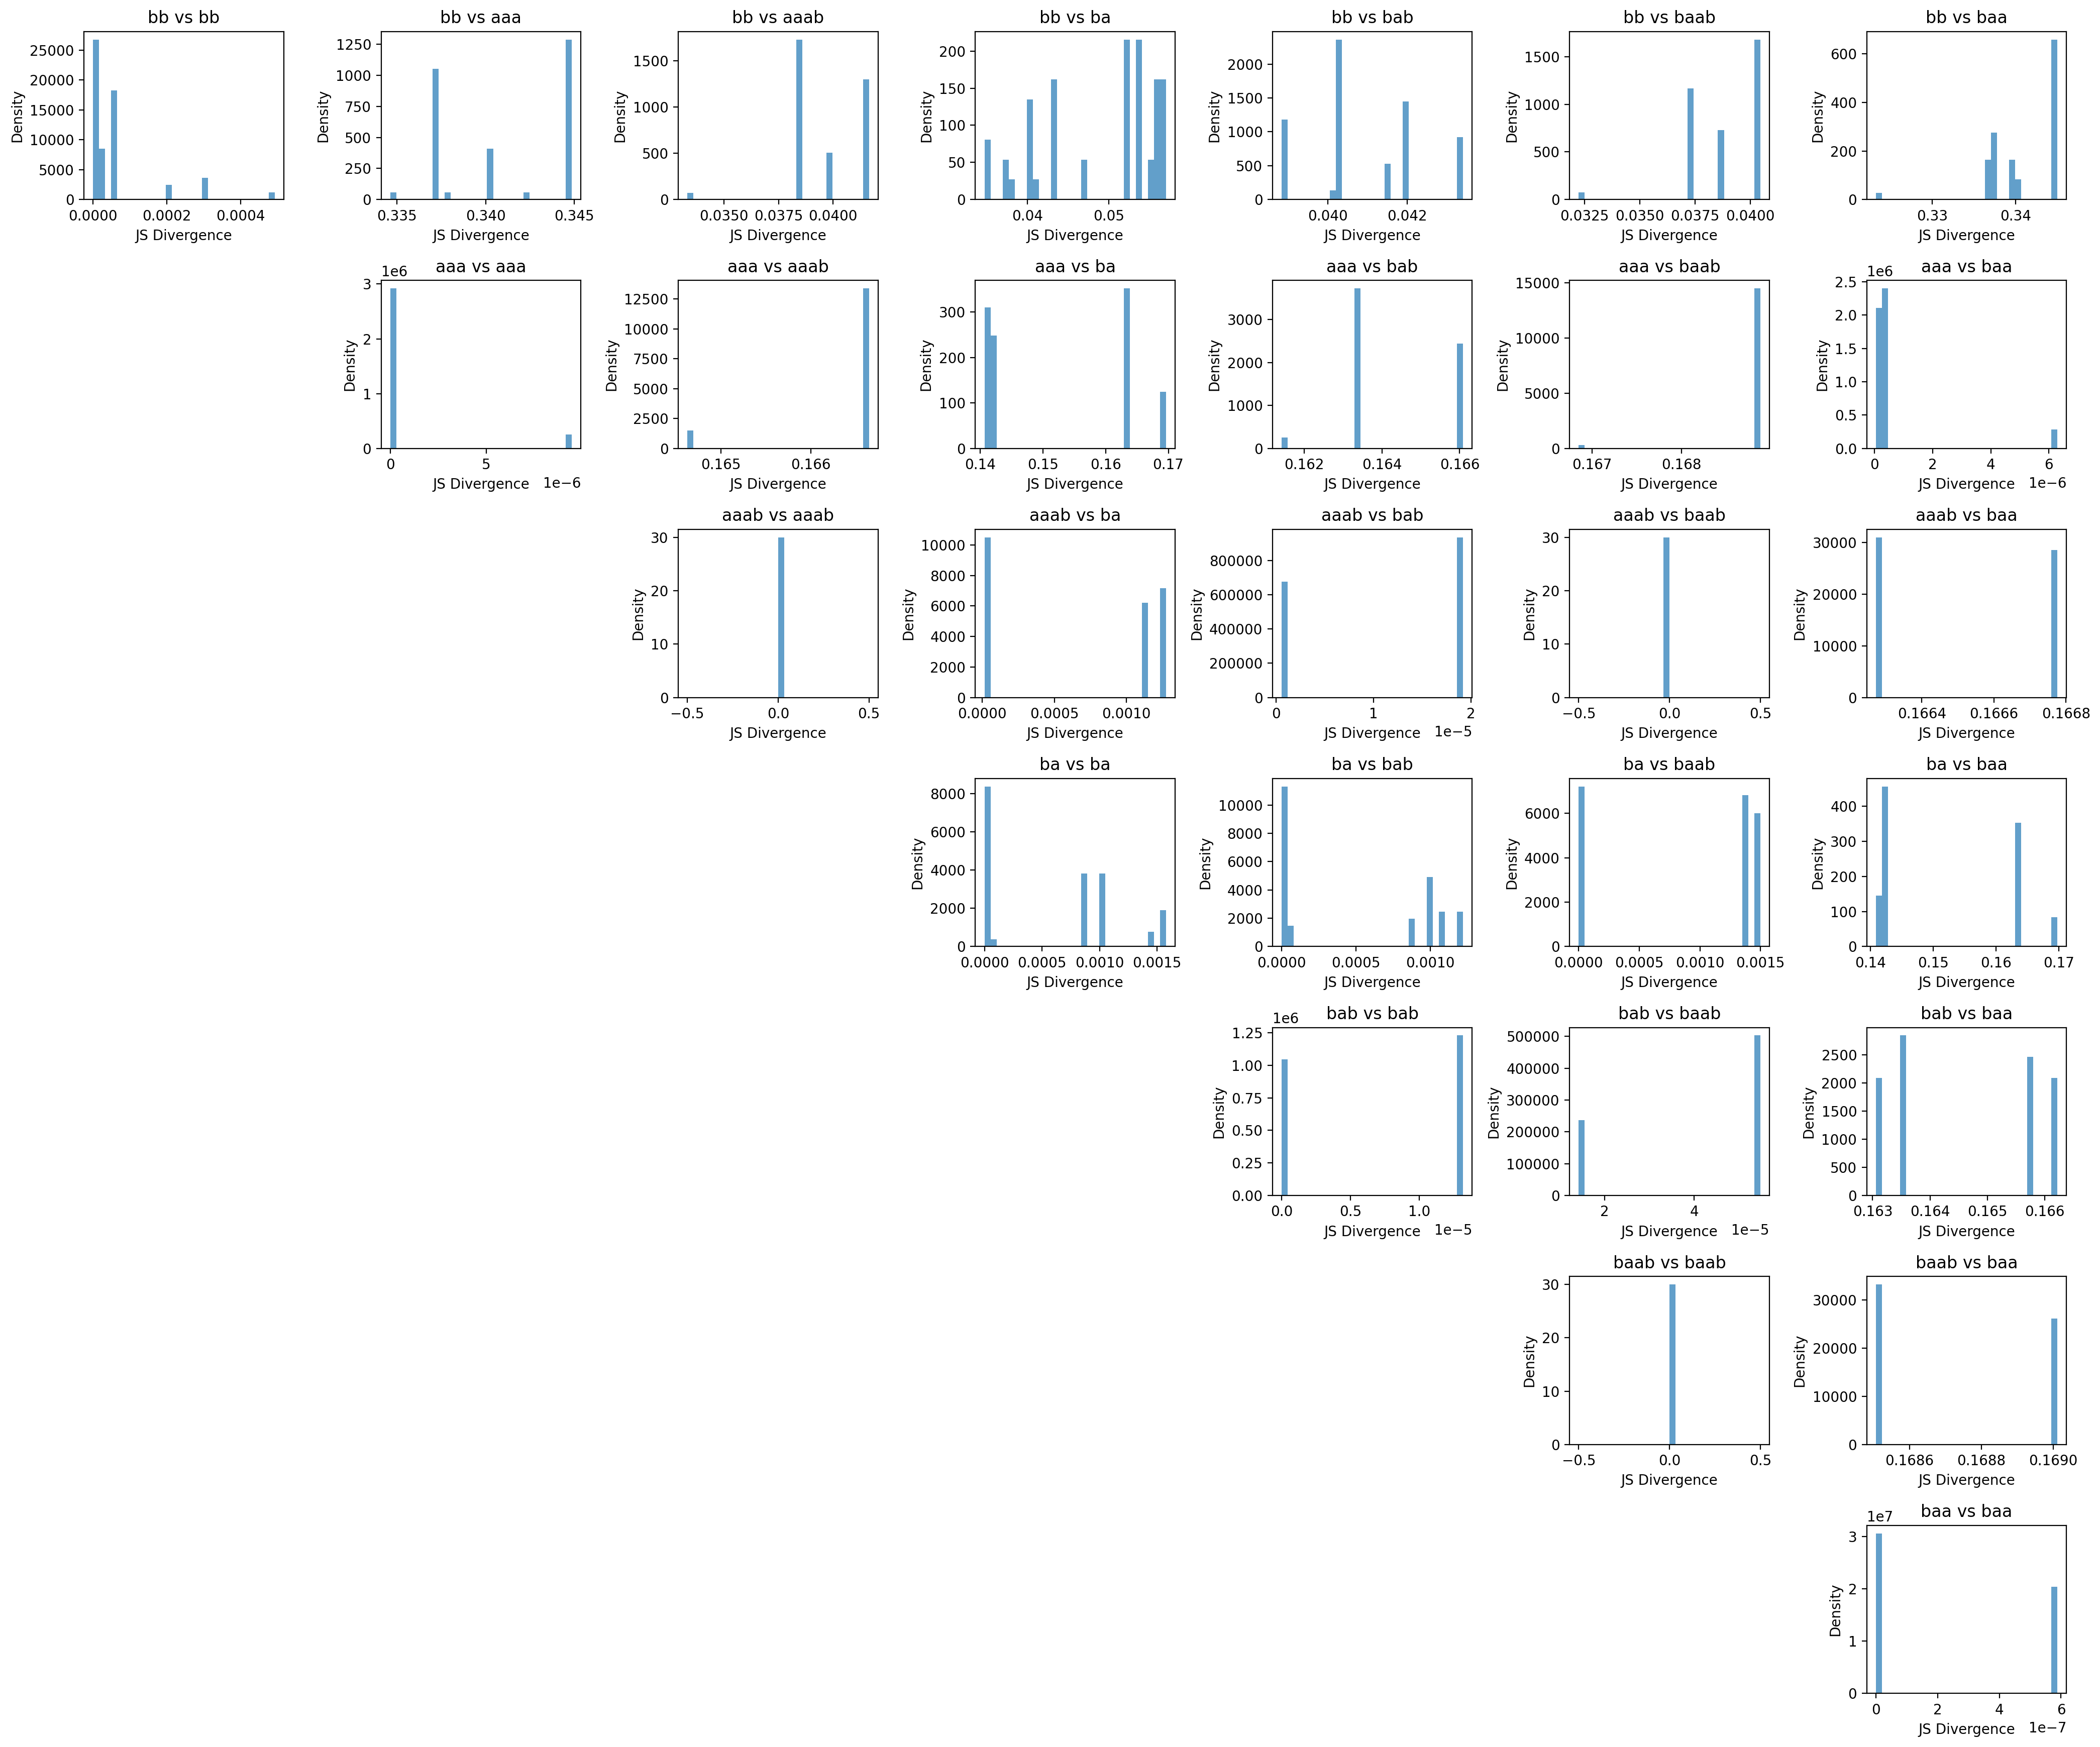 bb vs bb
bb vs aaa
bb vs aaab
bb vs ba
bb vs bab
bb vs baab
bb vs baa
Density
25000
20000
15000
10000
5000
0
0.0000
0.0002
0.0004
JS Divergence
Density
1250
1000
750
500
250
0
0.335
0.340
0.345
JS Divergence
Density
1500
1000
500
0
0.0350
0.0375
0.0400
JS Divergence
Density
200
150
100
50
0
0.04
0.05
JS Divergence
Density
2000
1500
1000
500
0
0.040
0.042
JS Divergence
Density
1500
1000
500
0
0.0325
0.0350
0.0375
0.0400
JS Divergence
Density
600
400
200
0
0.33
0.34
JS Divergence
aaa vs aaa
1e6
Density
3
2
1
0
0
5
JS Divergence
1e−6
aaa vs aaab
Density
12500
10000
7500
5000
2500
0
0.165
0.166
JS Divergence
aaa vs ba
Density
300
200
100
0
0.14
0.15
0.16
0.17
JS Divergence
aaa vs bab
Density
3000
2000
1000
0
0.162
0.164
0.166
JS Divergence
aaa vs baab
Density
15000
10000
5000
0
0.167
0.168
JS Divergence
aaa vs baa
1e6
Density
2.5
2.0
1.5
1.0
0.5
0.0
0
2
4
6
JS Divergence
1e−6
aaab vs aaab
Density
30
20
10
0
−0.5
0.0
0.5
JS Divergence
aaab vs ba
Density
10000
8000
6000
4000
2000
0
0.0000
0.0005
0.0010
JS Divergence
aaab vs bab
Density
800000
600000
400000
200000
0
0
1
2
JS Divergence
1e−5
aaab vs baab
Density
30
20
10
0
−0.5
0.0
0.5
JS Divergence
aaab vs baa
Density
30000
20000
10000
0
0.1664
0.1666
0.1668
JS Divergence
ba vs ba
Density
8000
6000
4000
2000
0
0.0000
0.0005
0.0010
0.0015
JS Divergence
ba vs bab
Density
10000
8000
6000
4000
2000
0
0.0000
0.0005
0.0010
JS Divergence
ba vs baab
Density
6000
4000
2000
0
0.0000
0.0005
0.0010
0.0015
JS Divergence
ba vs baa
Density
400
300
200
100
0
0.14
0.15
0.16
0.17
JS Divergence
bab vs bab
1e6
Density
1.25
1.00
0.75
0.50
0.25
0.00
0.0
0.5
1.0
JS Divergence
1e−5
bab vs baab
Density
500000
400000
300000
200000
100000
0
2
4
JS Divergence
1e−5
bab vs baa
Density
2500
2000
1500
1000
500
0
0.163
0.164
0.165
0.166
JS Divergence
baab vs baab
Density
30
20
10
0
−0.5
0.0
0.5
JS Divergence
baab vs baa
Density
30000
20000
10000
0
0.1686
0.1688
0.1690
JS Divergence
baa vs baa
1e7
Density
3
2
1
0
0
2
4
6
JS Divergence
1e−7